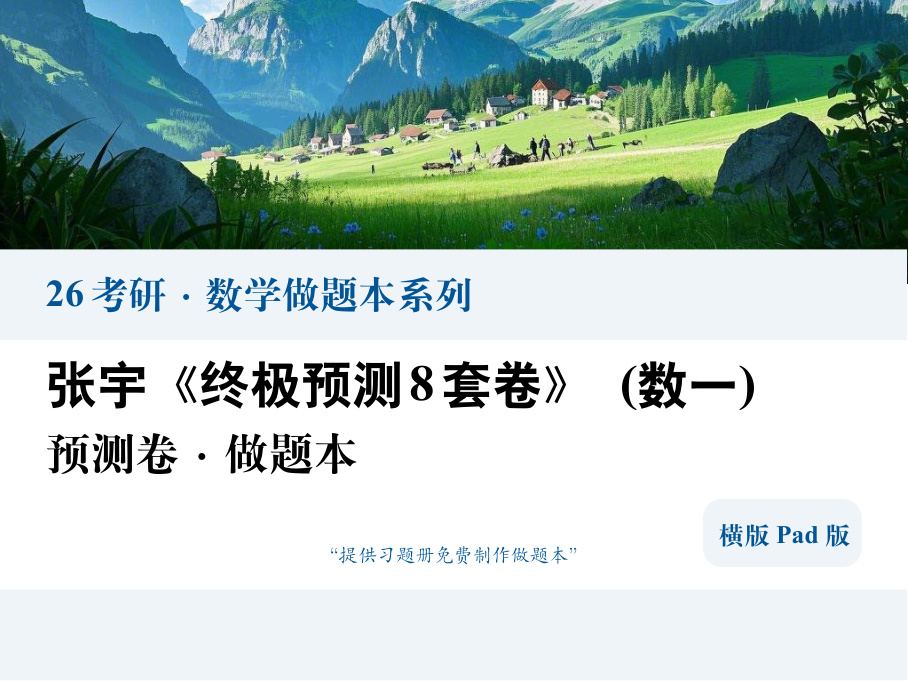 26考研·数学做题本系列
张宇《终极预测8套卷》 (数一)
预测卷·做题本
横版 Pad 版
“提供习题册免费制作做题本”